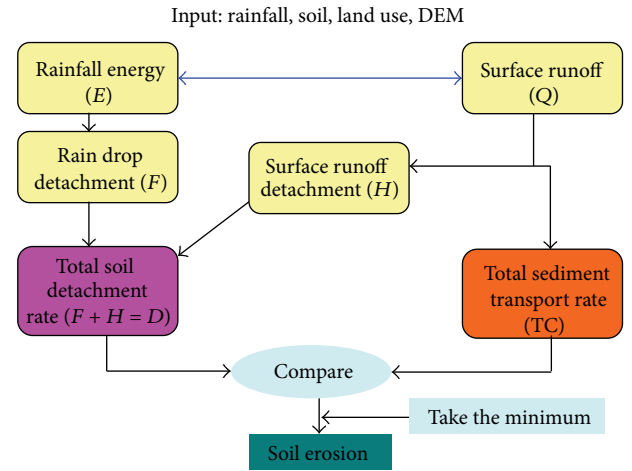 Input: rainfall, soil, land use, DEM
Rainfall energy
(E)
Surface runoff
(Q)
Rain drop
detachment (F)
Surface runoff
detachment (H)
Total soil
detachment
rate (F + H = D)
Total sediment
transport rate
(TC)
Compare
Take the minimum
Soil erosion